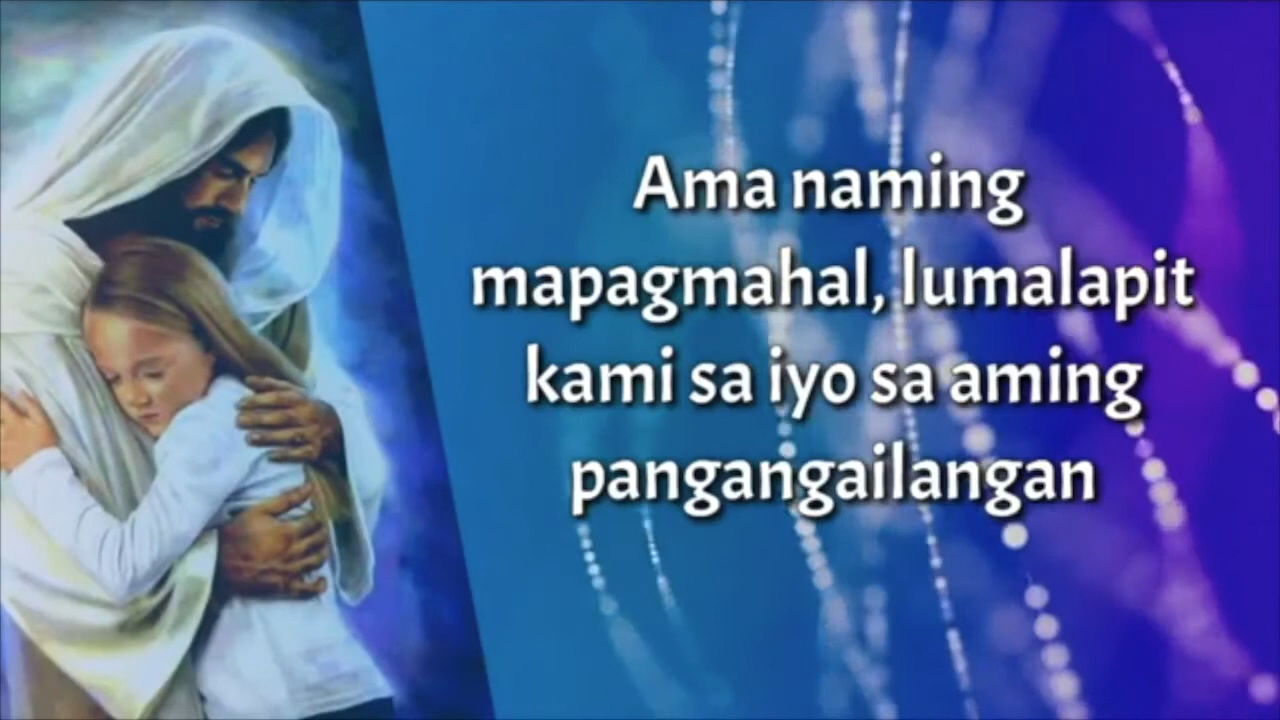 Ama naming
mapagmahal, lumalapit
kami sa iyo sa aming
pangangailangan